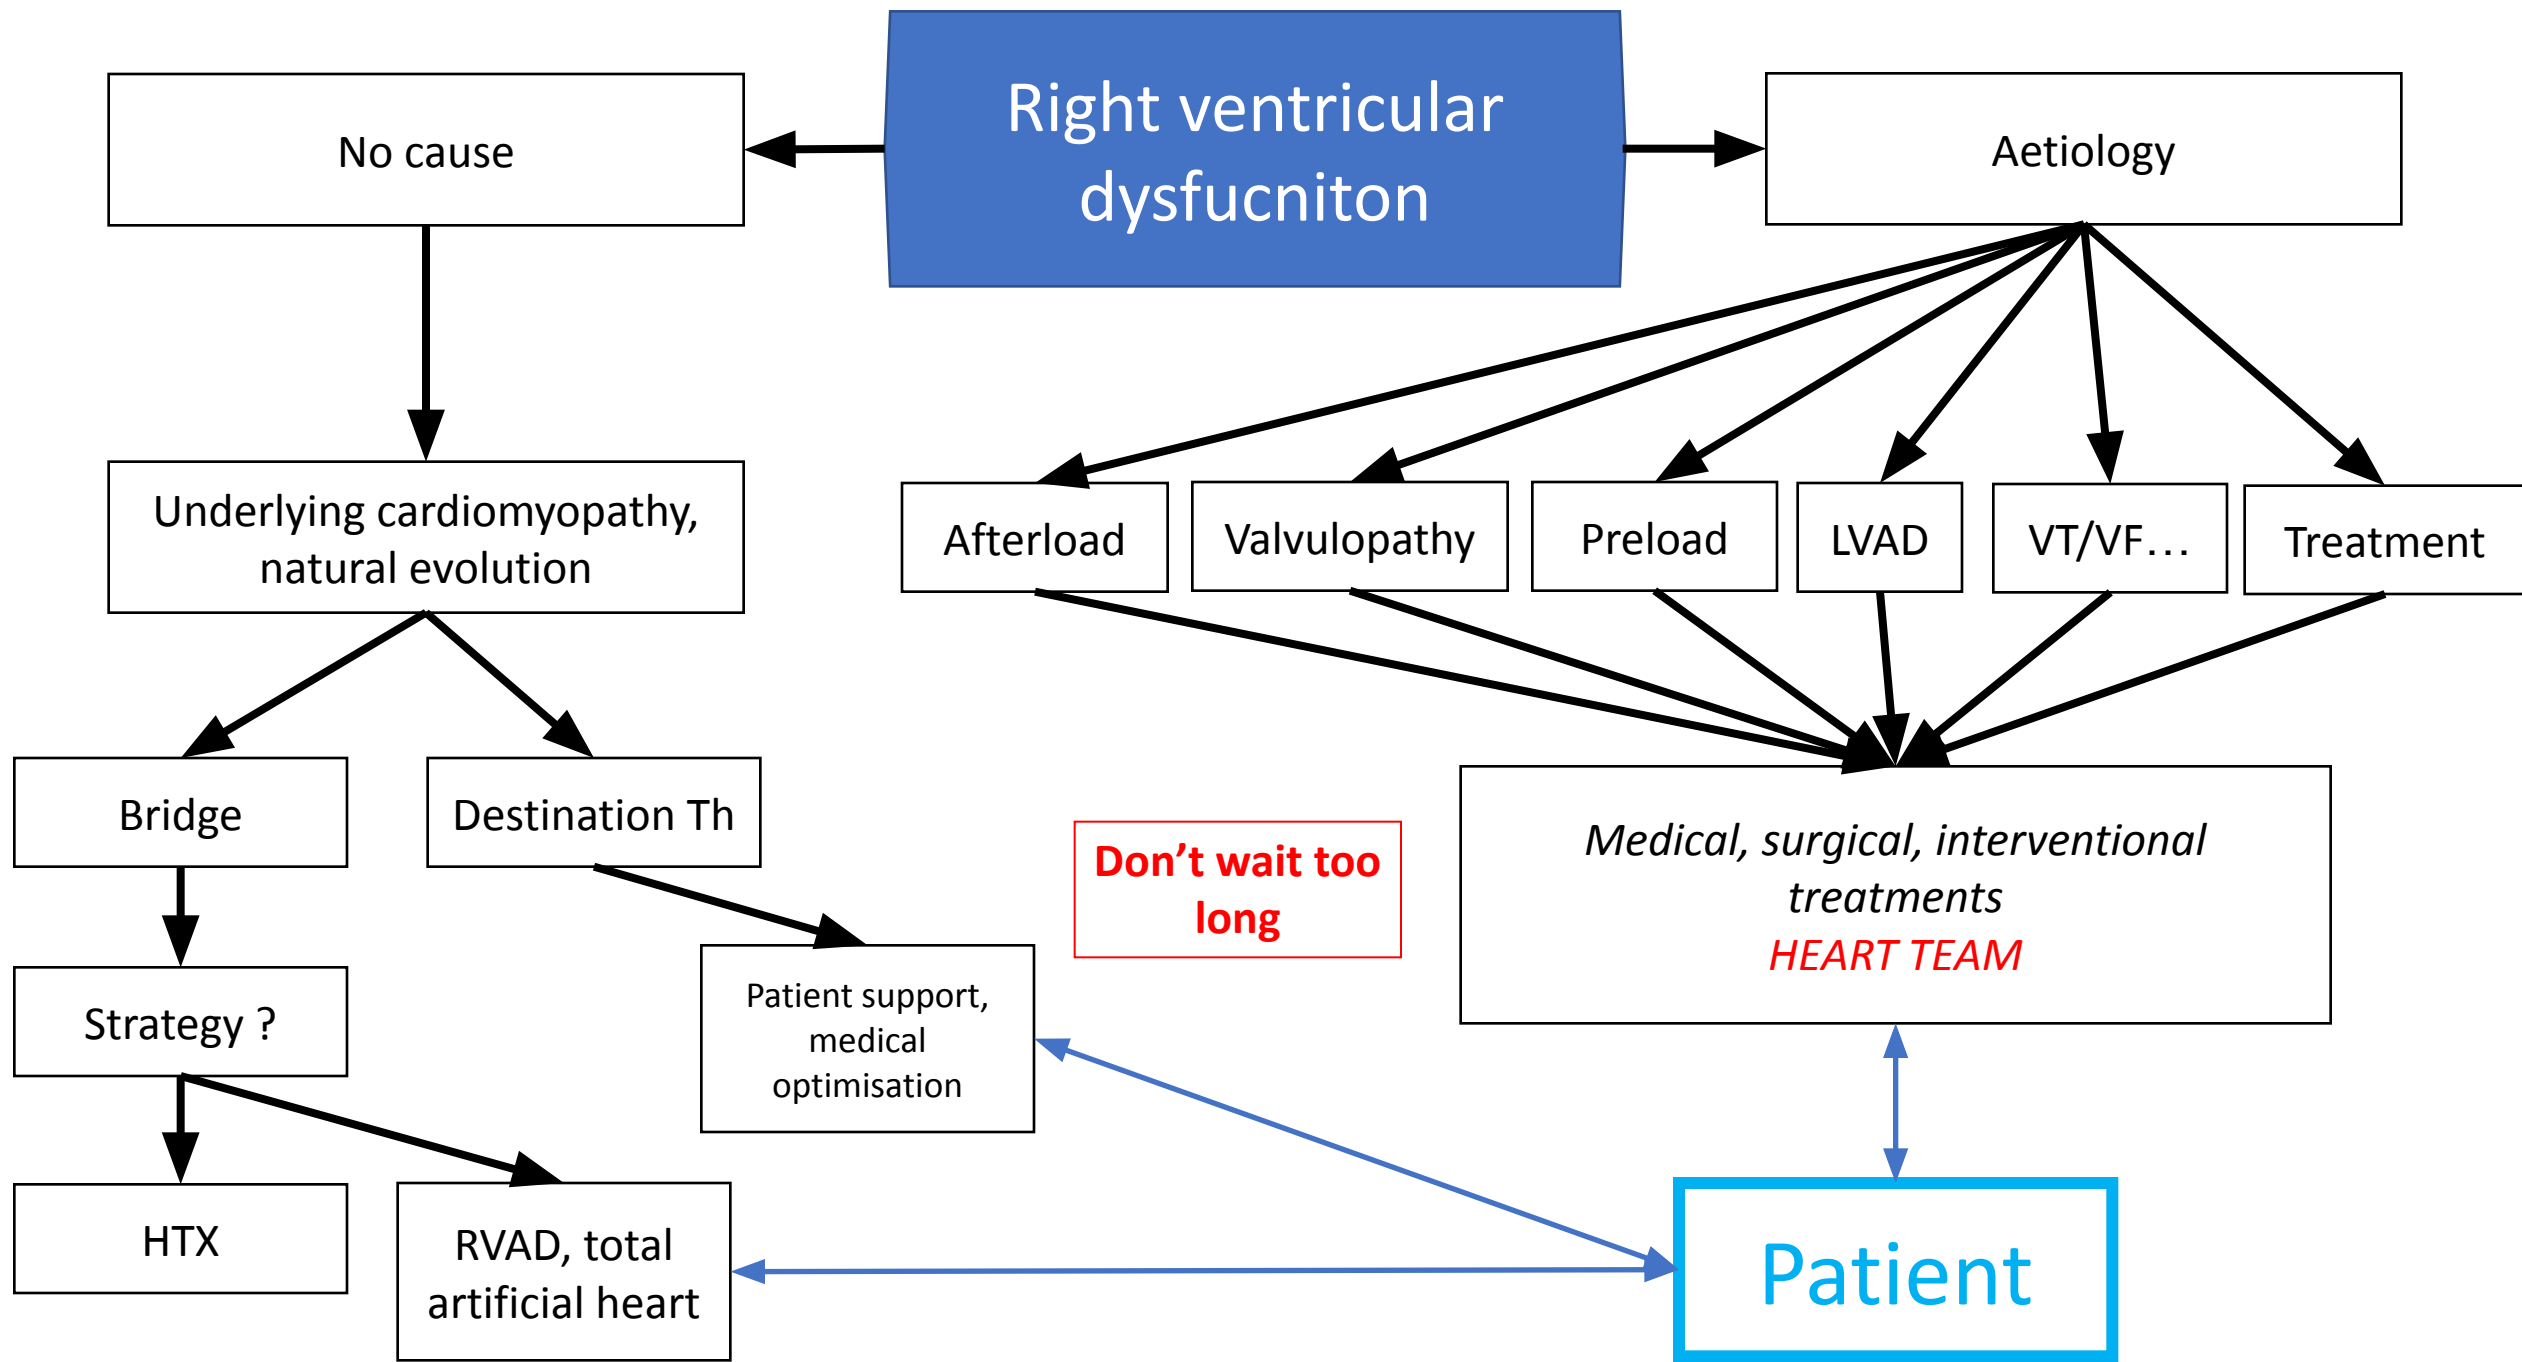 Right ventricular
dysfucniton
No cause
Aetiology
Underlying cardiomyopathy,
natural evolution
Afterload
Valvulopathy
Preload
LVAD
VT/VF…
Treatment
Bridge
Destination Th
Don’t wait too
long
Medical, surgical, interventional
treatments
HEART TEAM
Strategy ?
Patient support,
medical
optimisation
HTX
RVAD, total
artificial heart
Patient